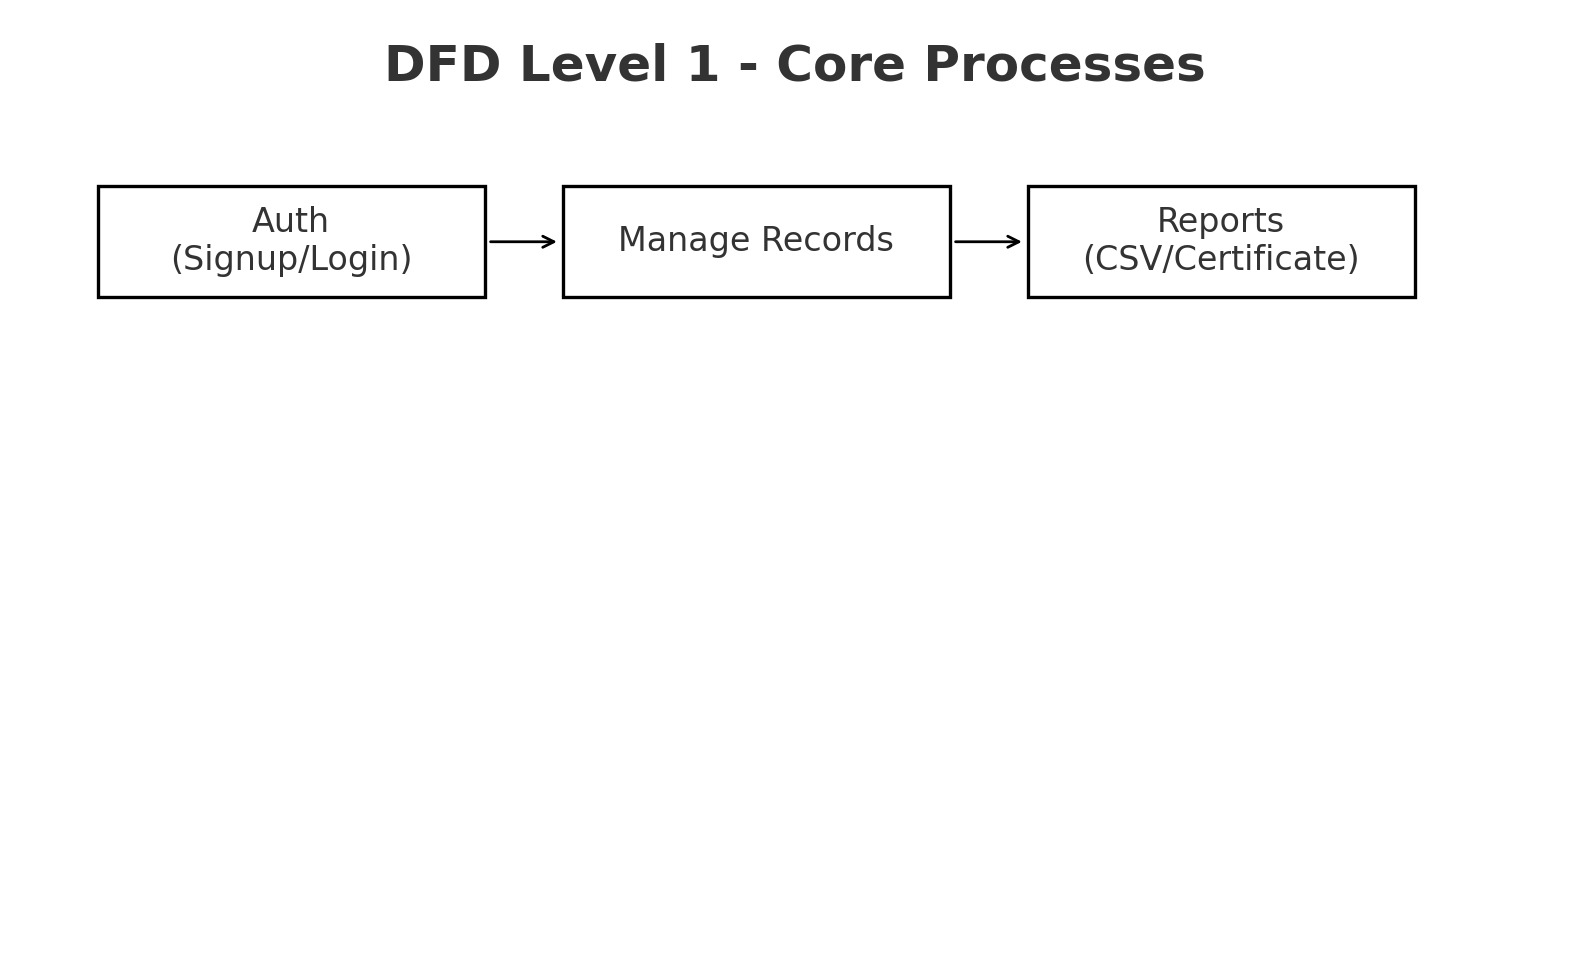 DFD Level 1 - Core Processes
Auth
(Signup/Login)
Manage Records
Reports
(CSV/Certificate)